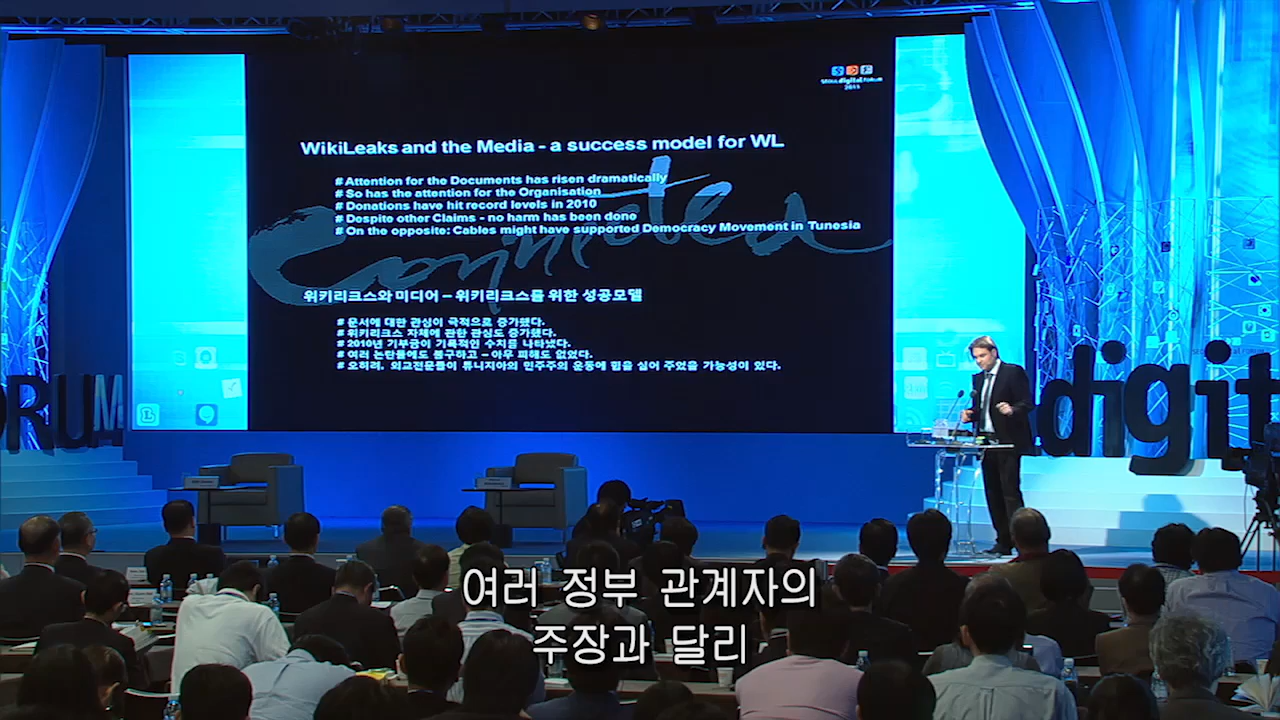 SEOUL digital FORUM
2011
WikiLeaks and the Media - a success model for WL
# Attention for the Documents has risen dramatically
# So has the attention for the Organisation
# Donations have hit record levels in 2010
# Despite other Claims - no harm has been done
# On the opposite: Cables might have supported Democracy Movement in Tunesia
connected
위키리크스와 미디어 – 위키리크스를 위한 성공모델
# 문서에 대한 관심이 극적으로 증가했다.
# 위키리크스 자체에 관한 관심도 증가했다.
# 2010년 기부금이 기록적인 수치를 나타냈다.
# 여러 논란들에도 불구하고 – 아무 피해도 없었다.
# 오히려, 외교전문들이 튜니지아의 민주주의 운동에 힘을 실어 주었을 가능성이 있다.
ORUM
digit
여러 정부 관계자의
주장과 달리